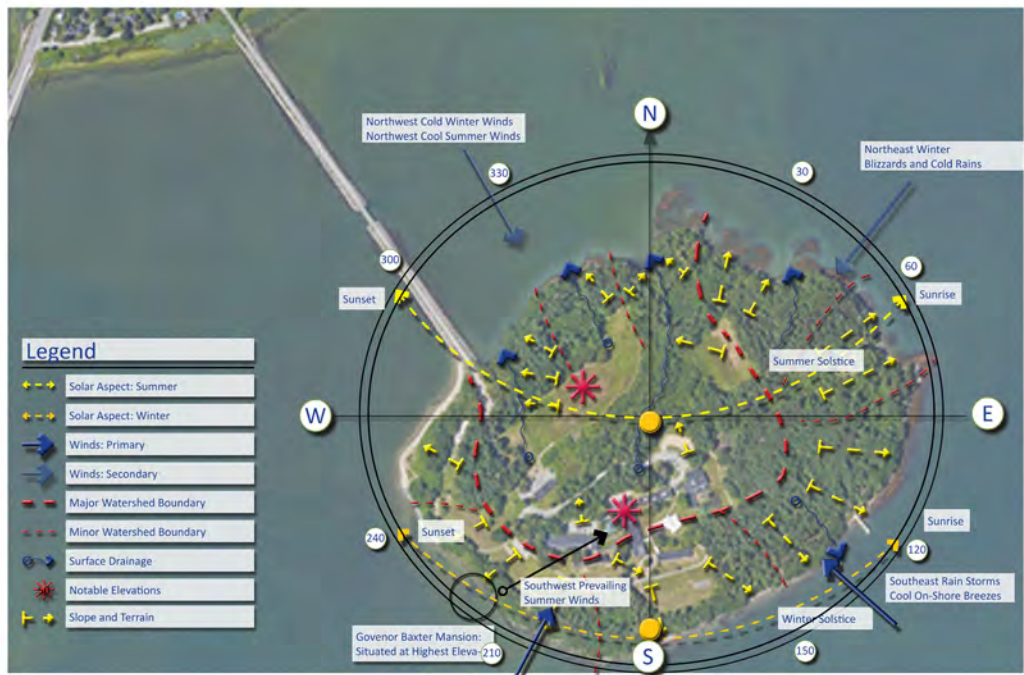 N
Northwest Cold Winter Winds
Northwest Cool Summer Winds
Northeast Winter
Blizzards and Cold Rains
330
30
300
60
Sunset
Sunrise
Legend
Solar Aspect: Summer
Solar Aspect: Winter
Winds: Primary
Winds: Secondary
Major Watershed Boundary
Minor Watershed Boundary
Surface Drainage
Notable Elevations
Slope and Terrain
Summer Solstice
W
E
Sunset
Sunrise
240
120
Southwest Prevailing
Summer Winds
Southeast Rain Storms
Cool On-Shore Breezes
Winter Solstice
Govenor Baxter Mansion:
Situated at Highest Eleva-
210
S
150